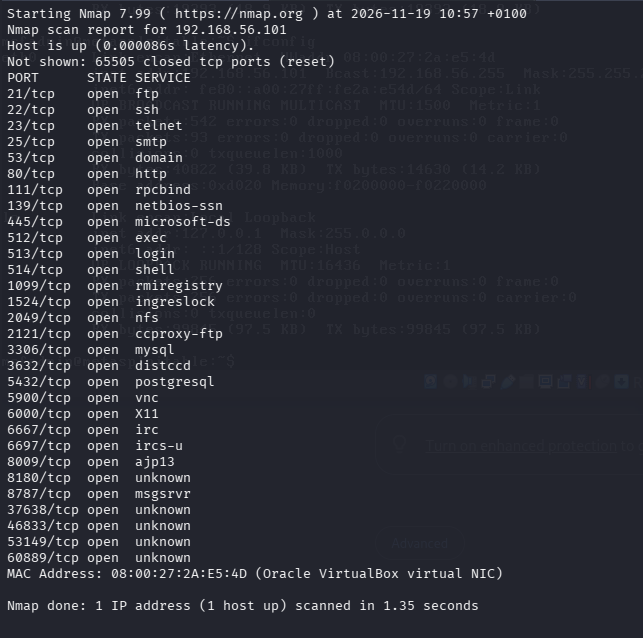 Starting Nmap 7.99 ( https://nmap.org ) at 2026-11-19 10:57 +0100
Nmap scan report for 192.168.56.101
Host is up (0.000086s latency).
Not shown: 65505 closed tcp ports (reset)
PORT      STATE SERVICE
21/tcp    open  ftp
22/tcp    open  ssh
23/tcp    open  telnet
25/tcp    open  smtp
53/tcp    open  domain
80/tcp    open  http
111/tcp   open  rpcbind
139/tcp   open  netbios-ssn
445/tcp   open  microsoft-ds
512/tcp   open  exec
513/tcp   open  login
514/tcp   open  shell
1099/tcp  open  rmiregistry
1524/tcp  open  ingreslock
2049/tcp  open  nfs
2121/tcp  open  ccproxy-ftp
3306/tcp  open  mysql
3632/tcp  open  distccd
5432/tcp  open  postgresql
5900/tcp  open  vnc
6000/tcp  open  X11
6667/tcp  open  irc
6697/tcp  open  ircs-u
8009/tcp  open  ajp13
8180/tcp  open  unknown
8787/tcp  open  msgsrvr
37638/tcp open  unknown
46833/tcp open  unknown
53149/tcp open  unknown
60889/tcp open  unknown
MAC Address: 08:00:27:2A:E5:4D (Oracle VirtualBox virtual NIC)
Nmap done: 1 IP address (1 host up) scanned in 1.35 seconds
Turn on enhanced protection
Advanced